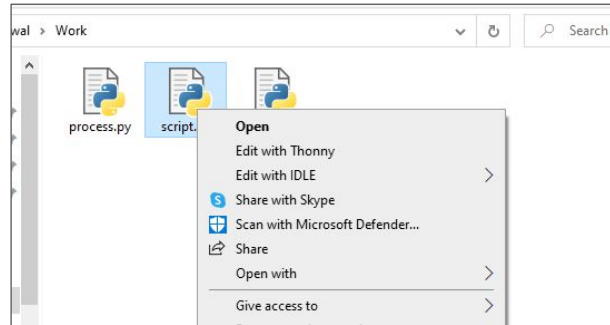 wal > Work
Search
process.py
script.
Open
Edit with Thonny
Edit with IDLE
Share with Skype
Scan with Microsoft Defender...
Share
Open with
Give access to